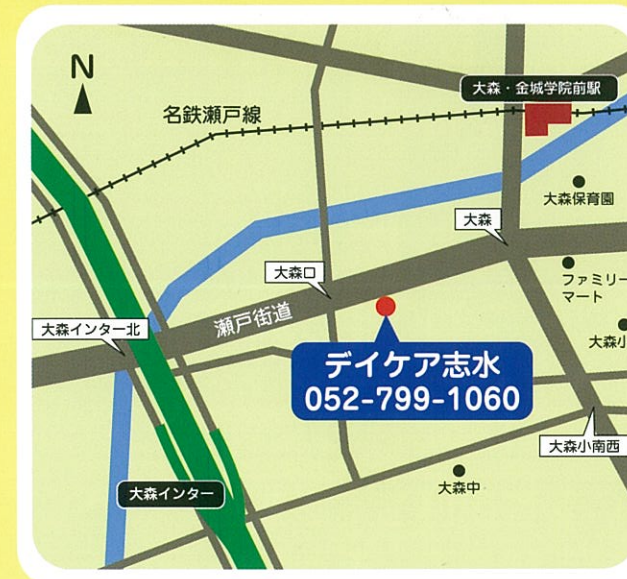 N
大森・金城学院前駅
名鉄瀬戸線
大森保育園
大森
大森口
ファミリー
マート
瀬戸街道
大森インター北
大森小
デイケア志水
052-799-1060
大森小南西
大森中
大森インター